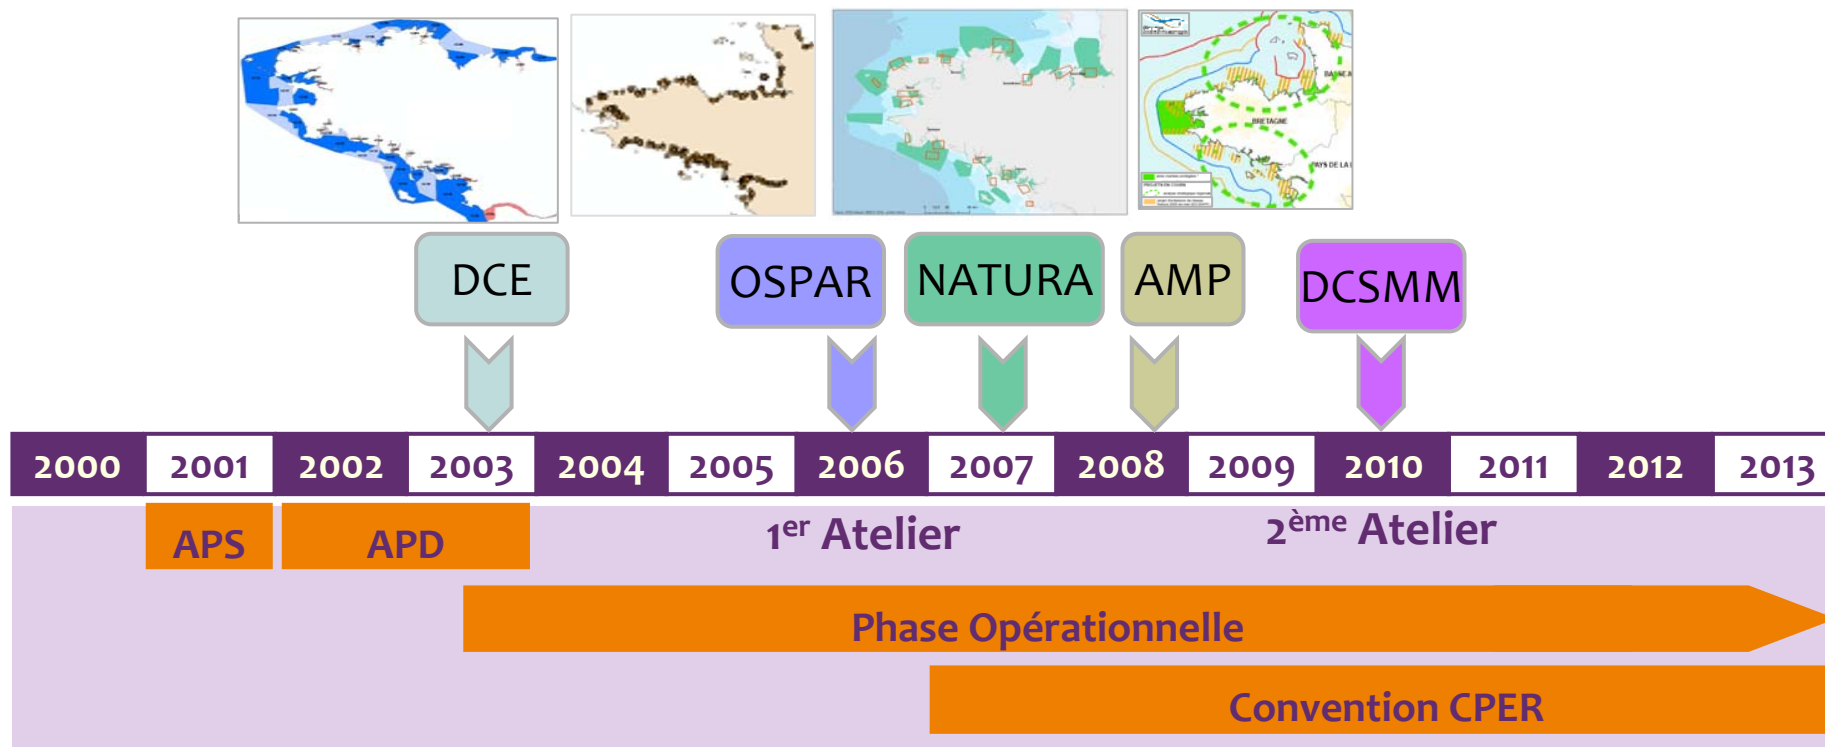 BRETAGNE
DCE
OSPAR
NATURA
AMP
DCSMM
2000 2001 2002 2003 2004 2005 2006 2007 2008 2009 2010 2011 2012 2013
APS
APD
1er Atelier
2ème Atelier
Phase Opérationnelle
Convention CPER